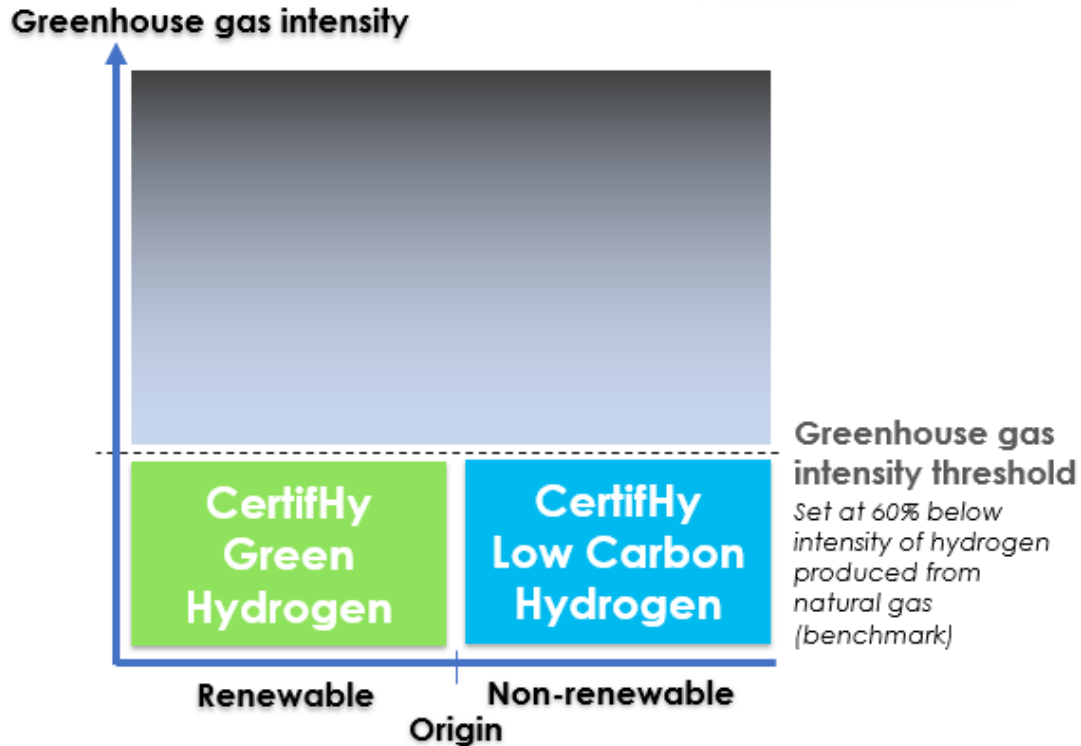 Greenhouse gas intensity
Greenhouse gas
intensity threshold
Set at 60% below
intensity of hydrogen
produced from
natural gas
(benchmark)
CertifHy
Green
Hydrogen
CertifHy
Low Carbon
Hydrogen
Renewable
Non-renewable
Origin